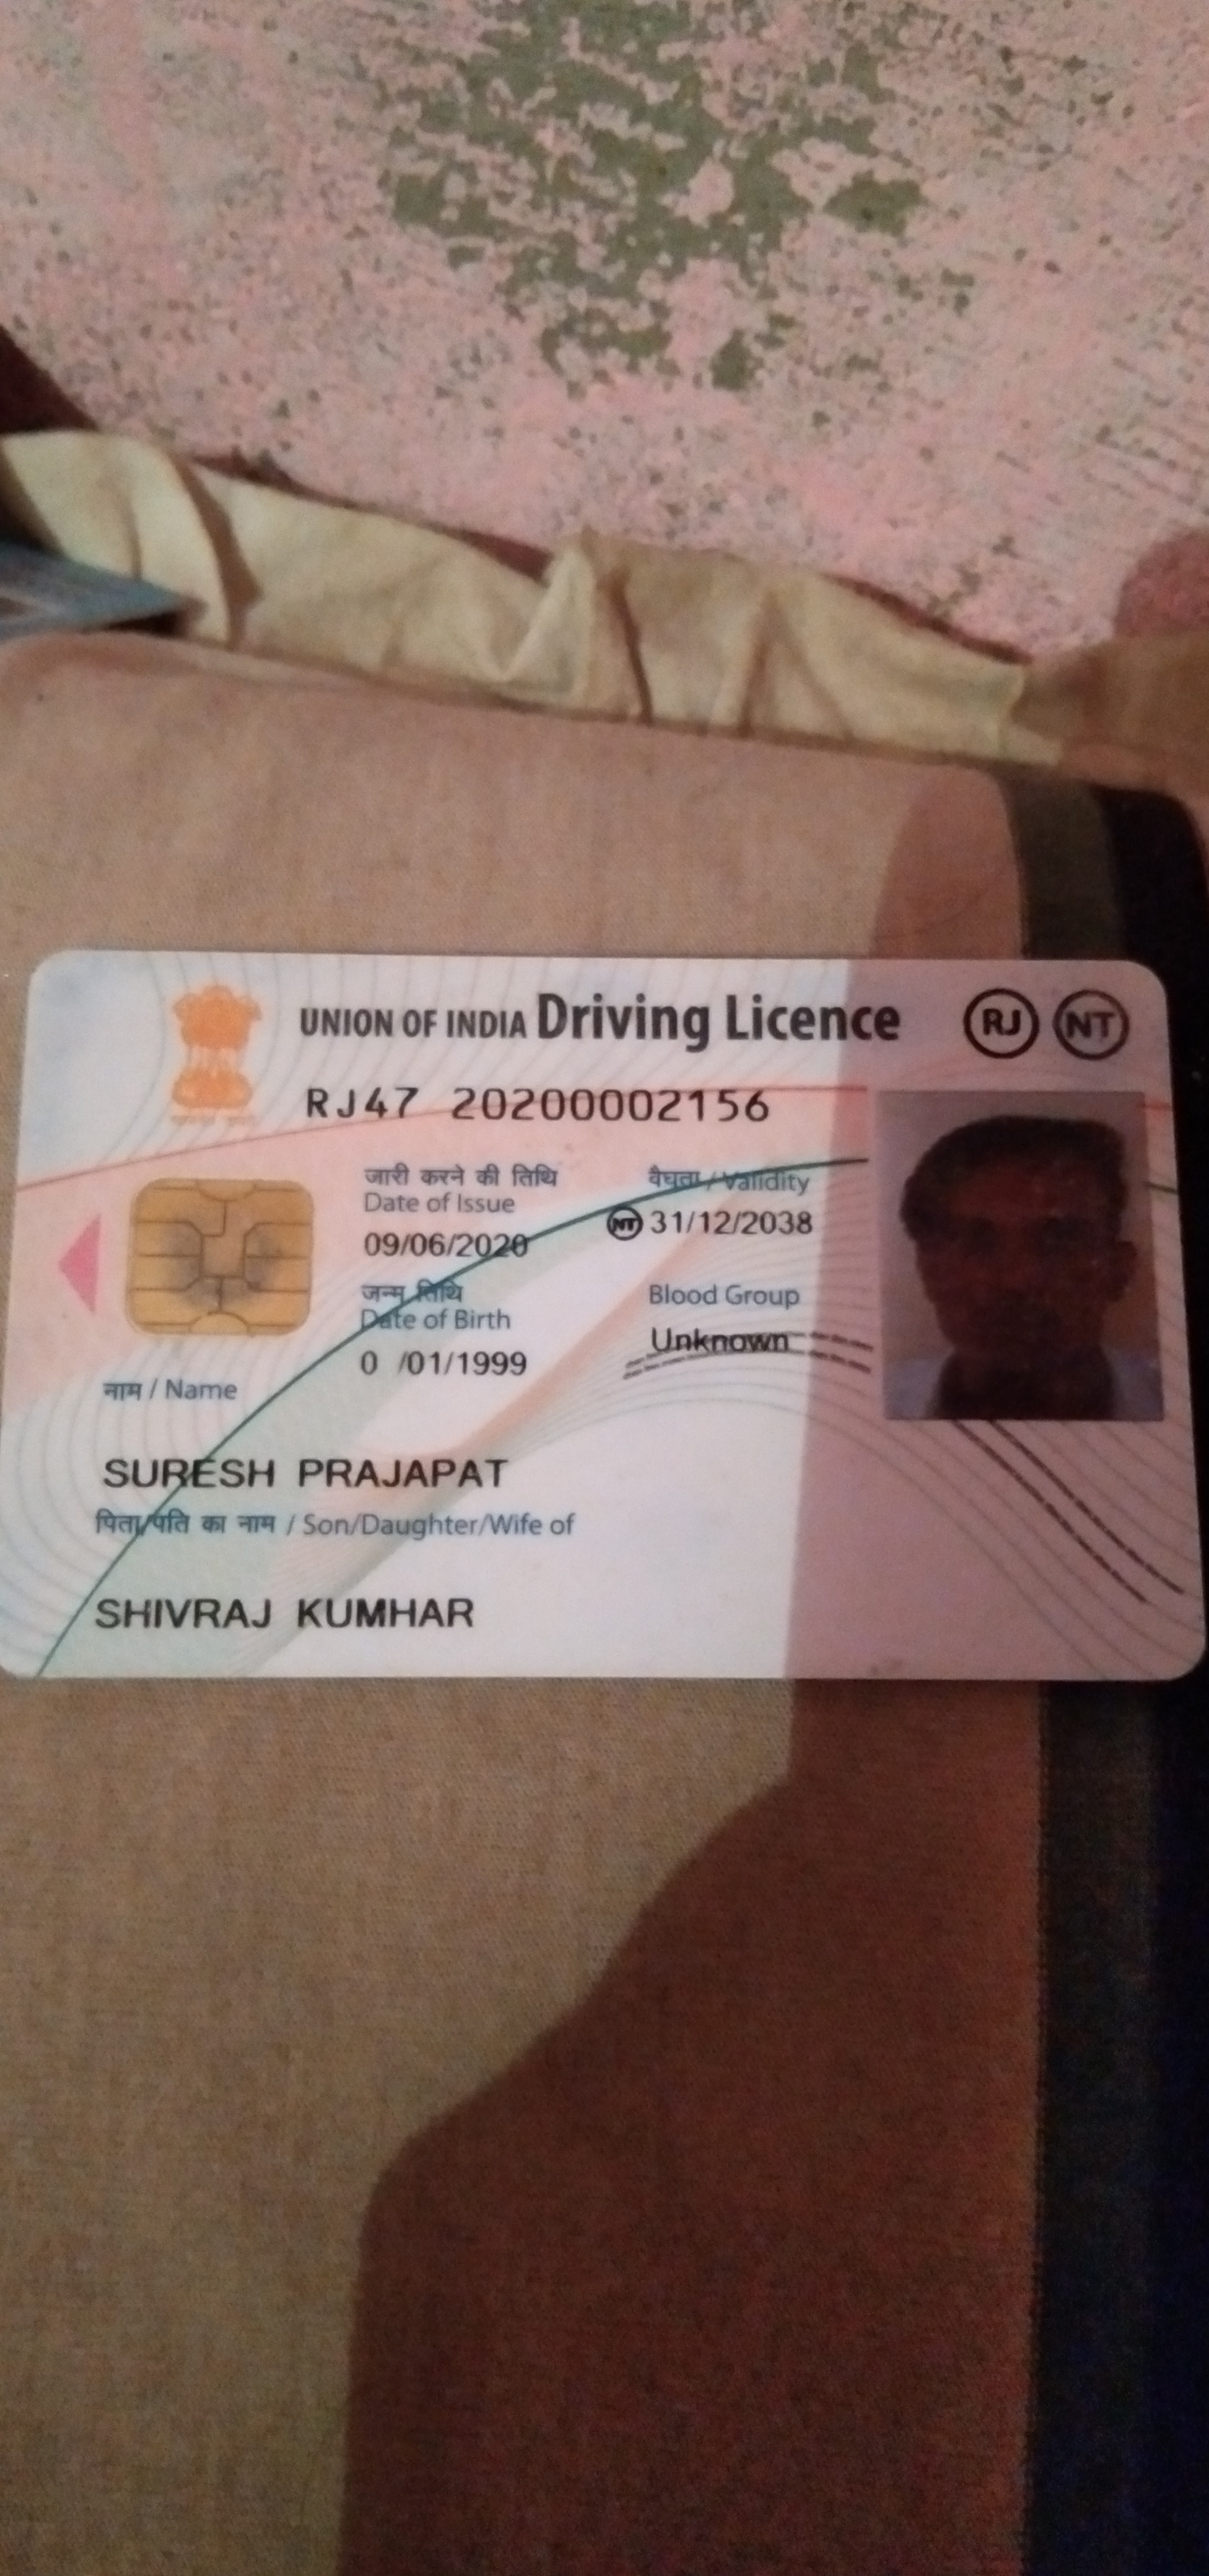 UNION OF INDIA Driving Licence RJ NT
RJ47 20200002156
जारी करने की तिथि वैधता / Validity
Date of Issue
09/06/2020 NT 31/12/2038
जन्म तिथि Blood Group
Date of Birth
Unknown
0 /01/1999
नाम / Name
SURESH PRAJAPAT
पिता/पति का नाम / Son/Daughter/Wife of
SHIVRAJ KUMHAR